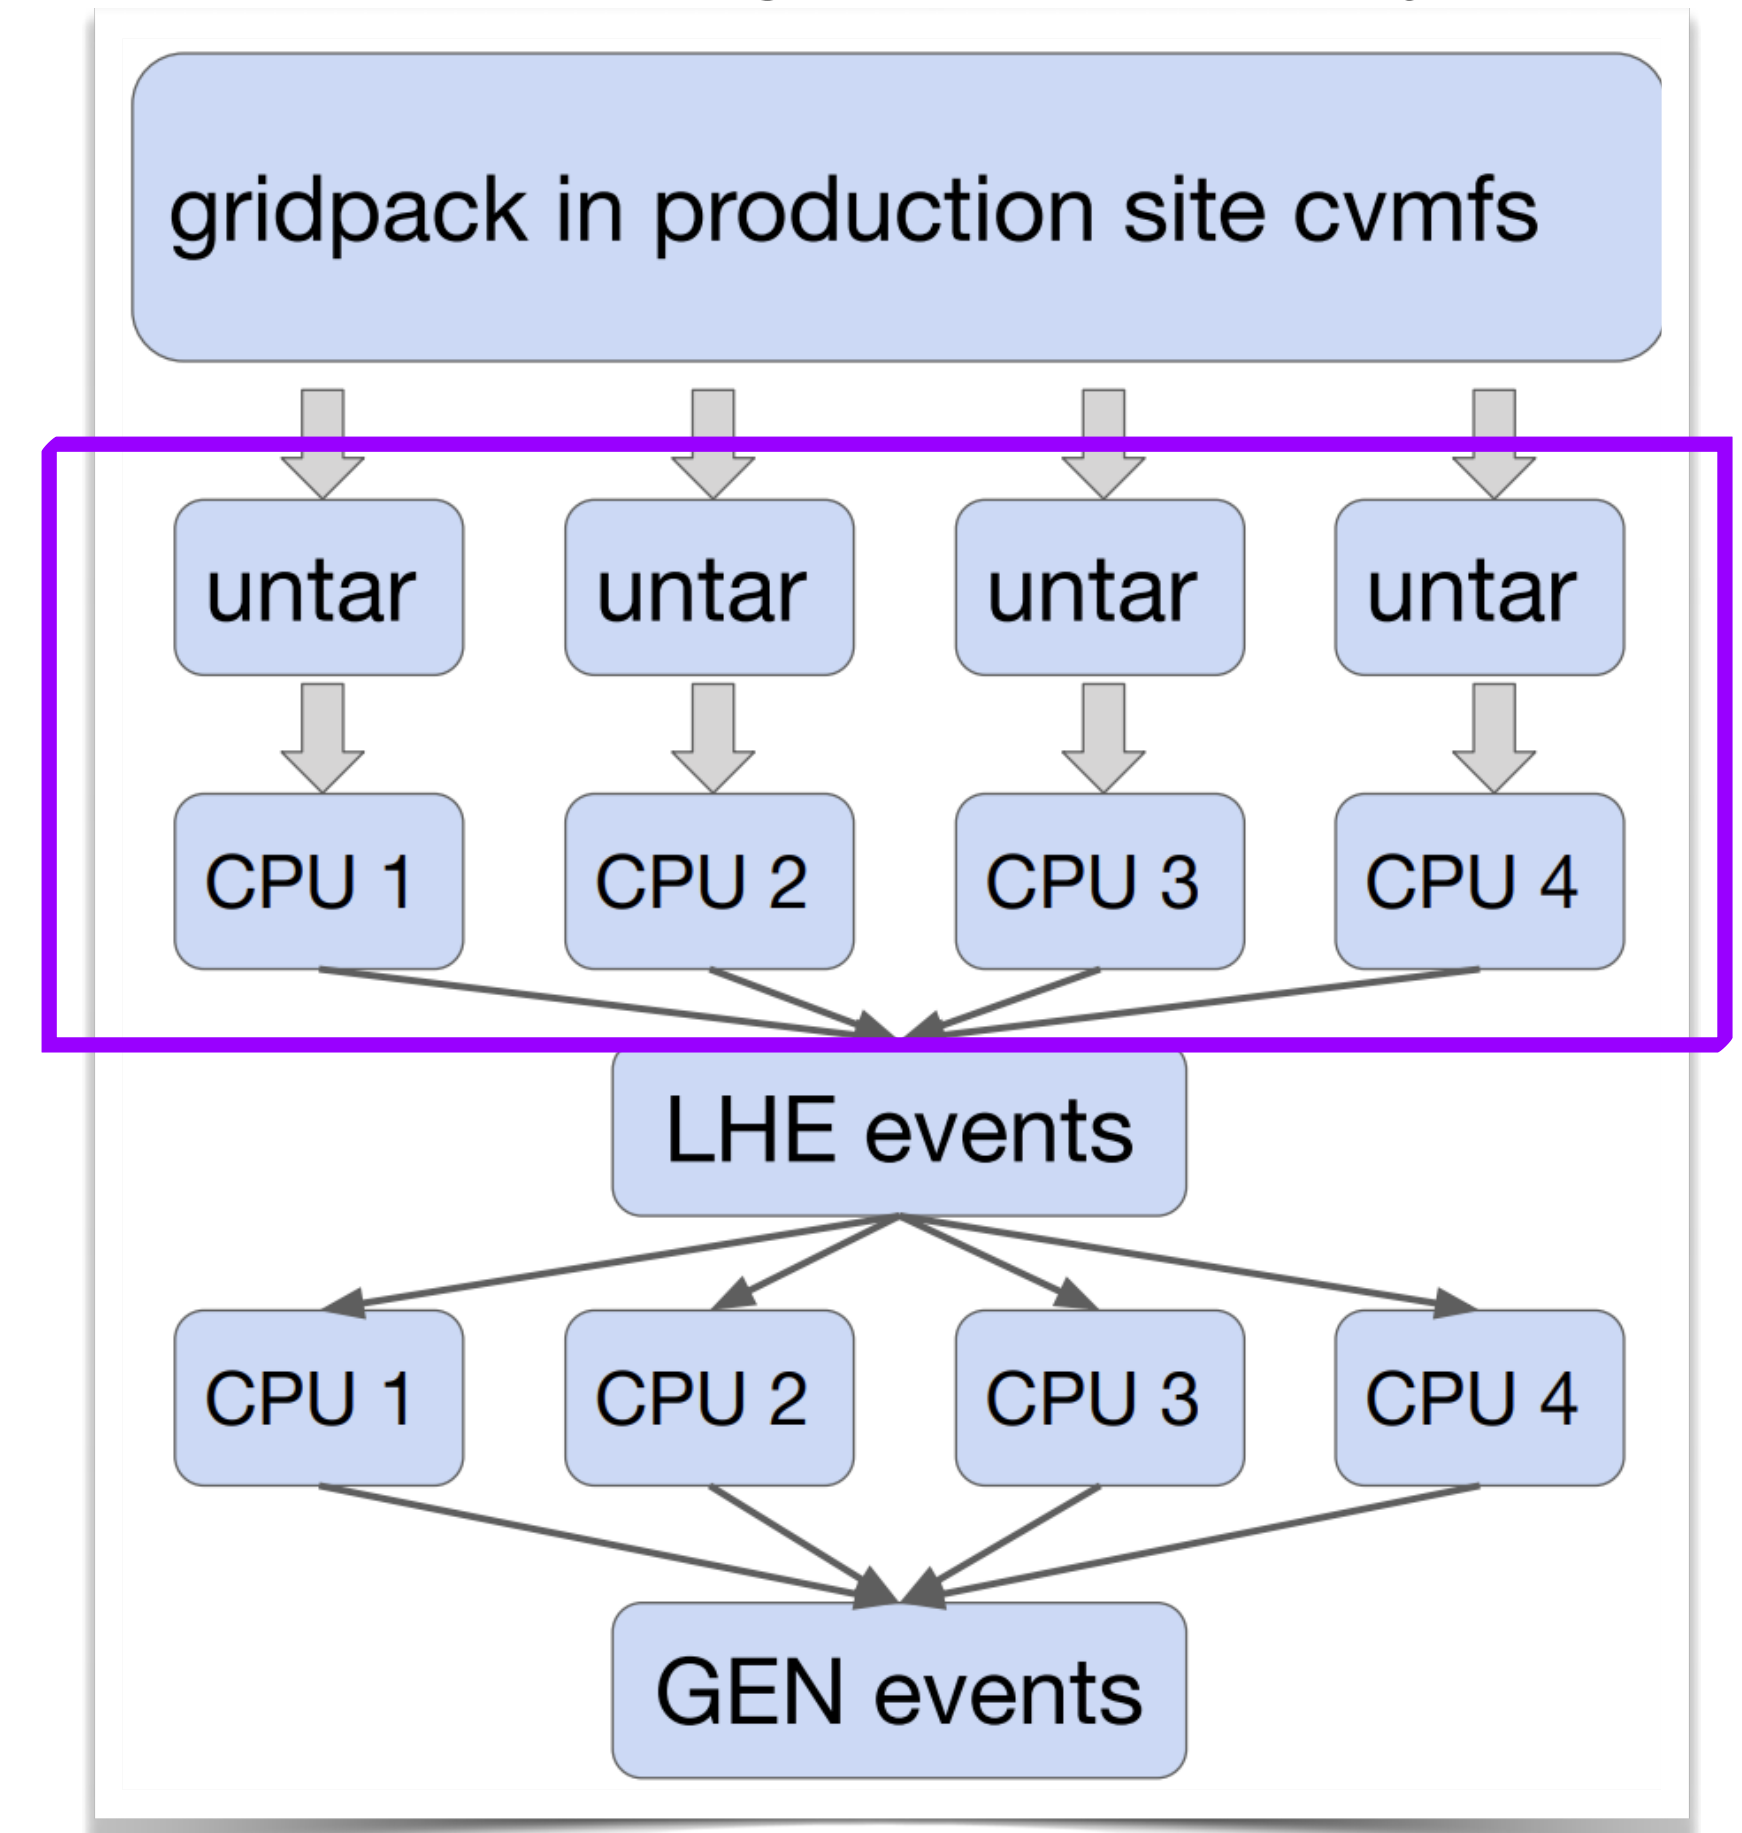 gridpack in production site cvmfs
untar untar untar untar
CPU 1 CPU 2 CPU 3 CPU 4
LHE events
CPU 1 CPU 2 CPU 3 CPU 4
GEN events